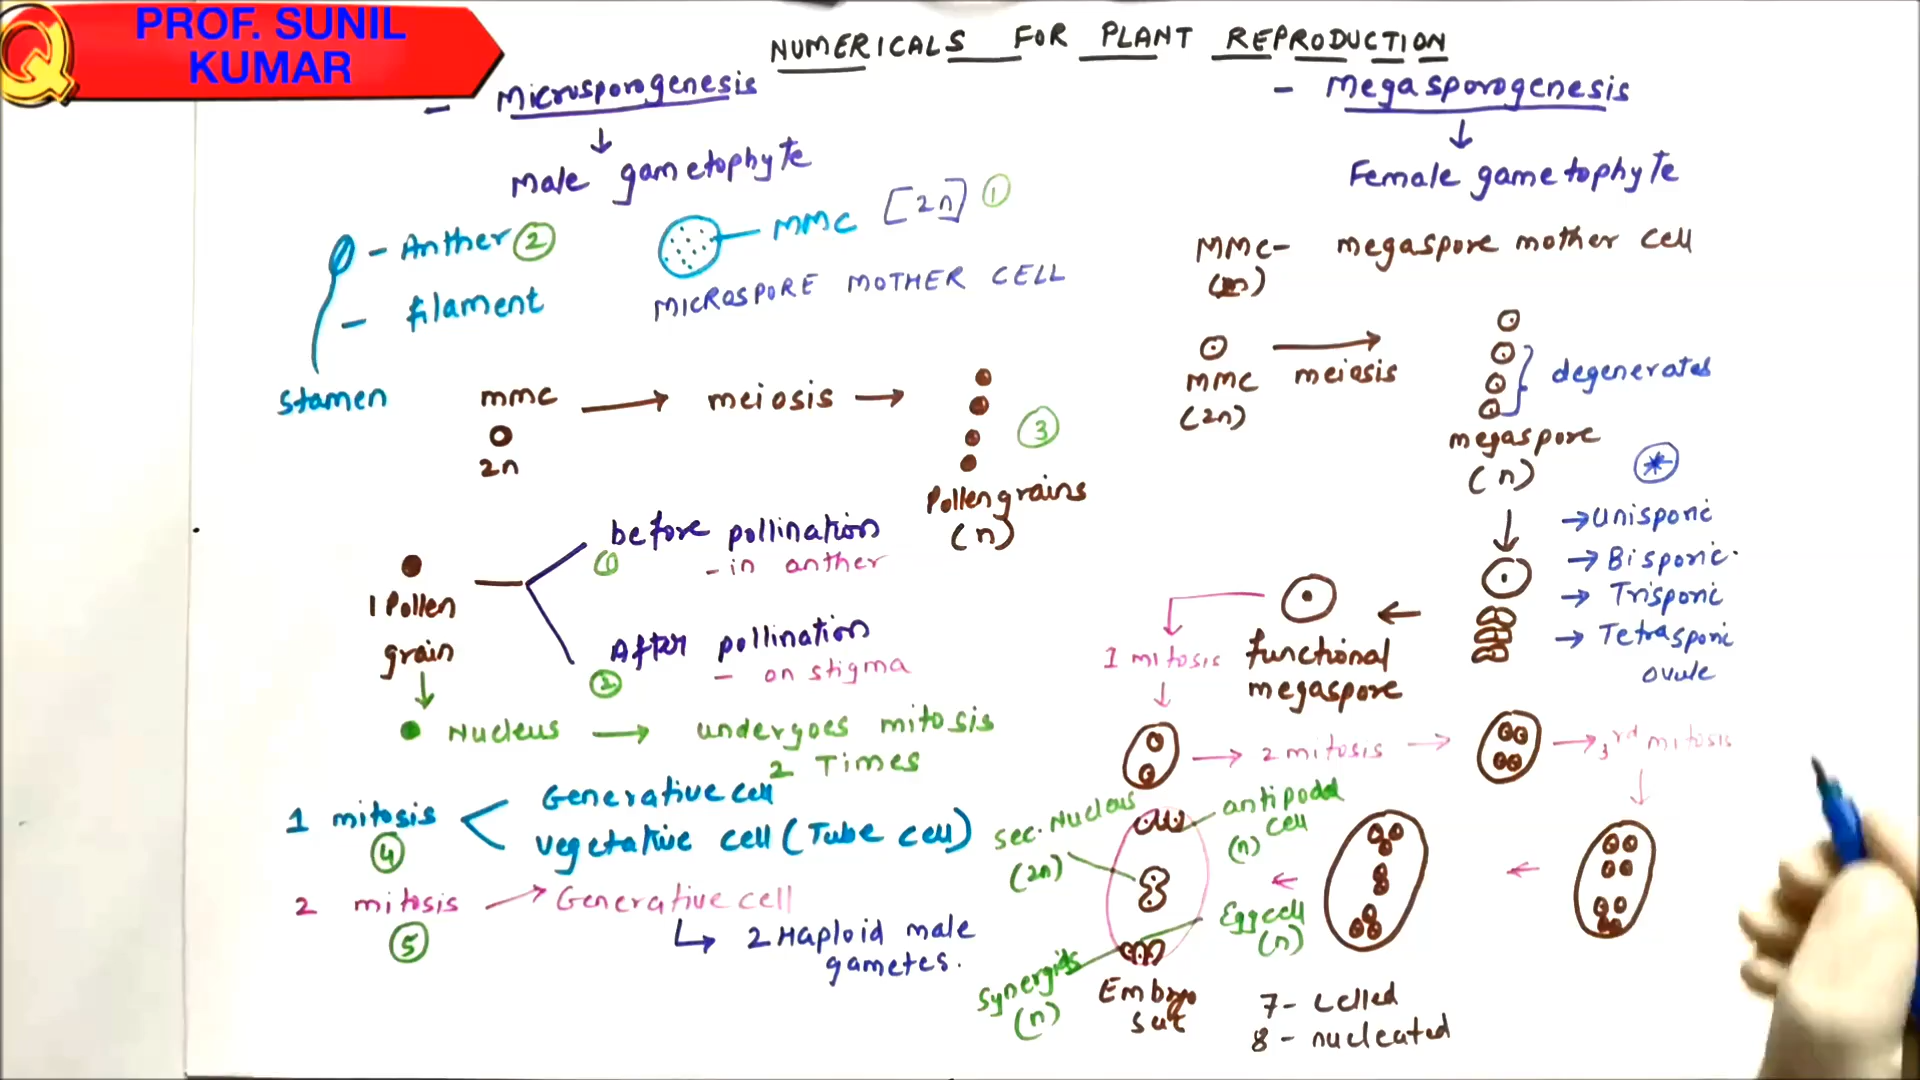 PROF. SUNIL
KUMAR
NUMERICALS FOR PLANT REPRODUCTION
- Microsporogenesis
Male gametophyte
- Anther 2
- filament
Stamen
MMC [2n] 1
MICROSPORE MOTHER CELL
mmc
2n
meiosis
3
Pollen grains
(n)
1 Pollen
grain
before pollination
1
- in anther
After pollination
2
- on stigma
Nucleus → undergoes mitosis
2 Times
1 mitosis
4
Generative cell
vegetative cell (Tube cell)
2 mitosis → Generative cell
5
2 Haploid male
gametes.
- Megasporogenesis
Female gametophyte
MMC- megaspore mother cell
MMC
(2n)
meiosis
degenerates
megaspore
(n)
→ Unisporic
→ Bisporic
→ Trisporic
→ Tetrasporic
ovule
functional
megaspore
1 mitosis
→ 2 mitosis →
→ 3rd mitosis
Sec. Nucleus
(2n)
antipodal
cell
(n)
Egg cell
(n)
Synergids
(n)
Embryo
7 - celled
8 - nucleated